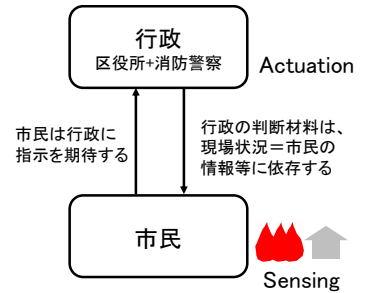 行政
区役所+消防警察
Actuation
市民は行政に
指示を期待する
行政の判断材料は、
現場状況＝市民の
情報等に依存する
市民
Sensing